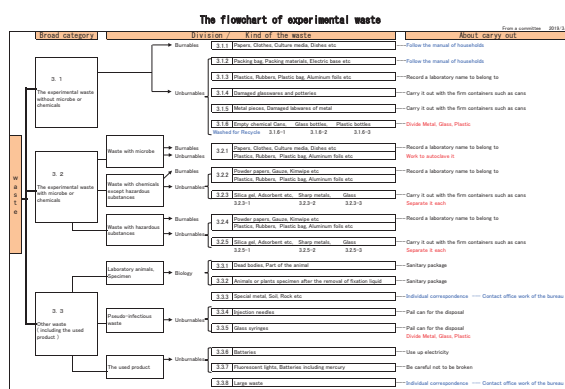 The flowchart of experimental waste
From a committee 2019/3
Broad category
Division / Kind of the waste
About carryy out
waste
3. 1
The experimental waste
without microbe or
chemicals
Burnables
3.1.1 Papers, Clothes, Culture media, Dishes etc
Follow the manual of households
Unburnables
3.1.2 Packing bag, Packing materials, Electric base etc
Follow the manual of households
3.1.3 Plastics, Rubbers, Plastic bag, Aluminum foils etc
Record a laboratory name to belong to
3.1.4 Damaged glasswares and potteries
Carry it out with the firm containers such as cans
3.1.5 Metal pieces, Damaged labwares of metal
Carry it out with the firm containers such as cans
3.1.6 Empty chemical Cans, Glass bottles, Plastic bottles
Divide Metal, Glass, Plastic
Washed for Recycle 3.1.6-1 3.1.6-2 3.1.6-3
3. 2
The experimental waste
with microbe or
chemicals
Waste with microbe
Burnables
Unburnables
3.2.1 Papers, Clothes, Culture media, Dishes etc
Plastics, Rubbers, Plastic bag, Aluminum foils etc
Record a laboratory name to belong to
Work to autoclave it
Waste with chemicals
except hazardous
substances
Burnables
Unburnables
3.2.2 Powder papers, Gauze, Kimwipe etc
Plastics, Rubbers, Plastic bag, Aluminum foils etc
Record a laboratory name to belong to
3.2.3 Silica gel, Adsorbent etc, Sharp metals, Glass
3.2.3-1 3.2.3-2 3.2.3-3
Carry it out with the firm containers such as cans
Separate it each
Waste with hazardous
substances
Burnables
Unburnables
3.2.4 Powder papers, Gauze, Kimwipe etc
Plastics, Rubbers, Plastic bag, Aluminum foils etc
Record a laboratory name to belong to
3.2.5 Silica gel, Adsorbent etc, Sharp metals, Glass
3.2.5-1 3.2.5-2 3.2.5-3
Carry it out with the firm containers such as cans
Separate it each
3. 3
Other waste
( including the used
product )
Laboratory animals,
Specimen
Biology
3.3.1 Dead bodies, Part of the animal
Sanitary package
3.3.2 Animals or plants specimen after the removal of fixation liquid
Sanitary package
3.3.3 Special metal, Soil, Rock etc
Individual correspondence — Contact office work of the bureau
Pseudo-infectious
waste
Unburnables
3.3.4 Injection needles
Pail can for the disposal
3.3.5 Glass syringes
Pail can for the disposal
Divide Metal, Glass, Plastic.
The used product
Unburnables
3.3.6 Batteries
Use up electricity
3.3.7 Fluorescent lights, Batteries including mercury
Be careful not to be broken
3.3.8 Large waste
Individual correspondence — Contact office work of the bureau